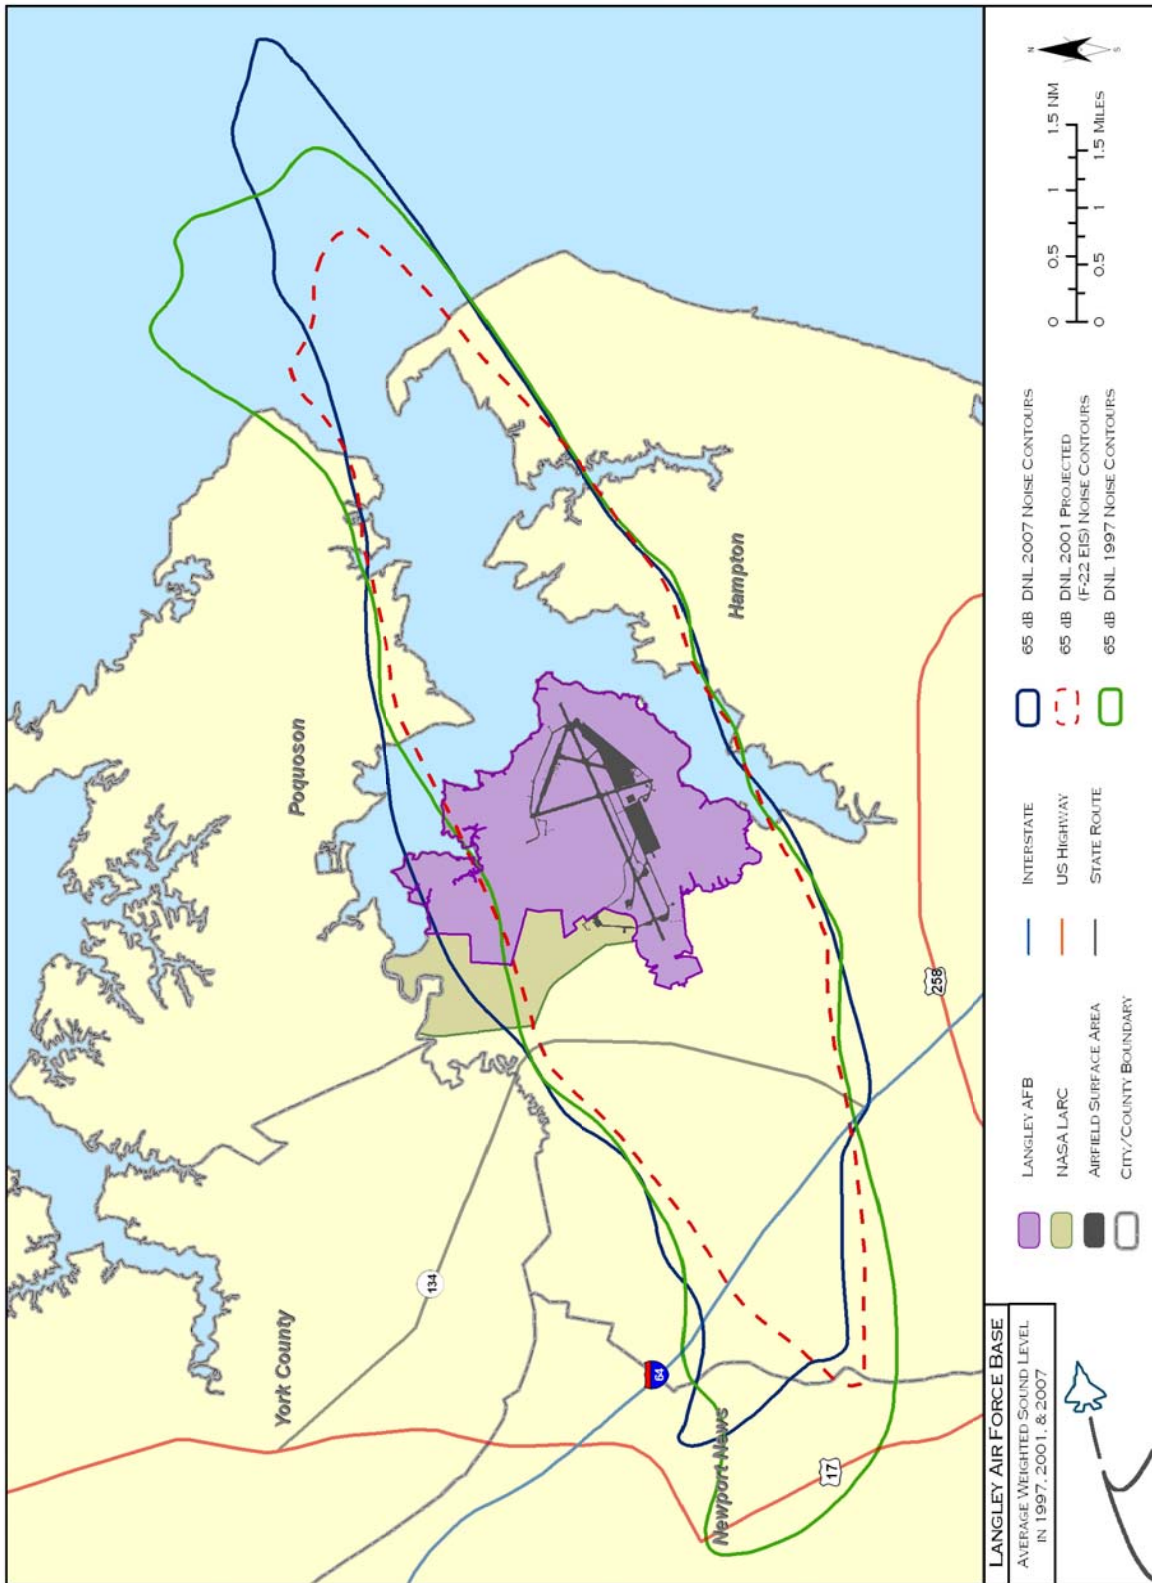 York County
134
Poquoson
64
Newport News
17
Hampton
258
LANGLEY AIR FORCE BASE
AVERAGE WEIGHTED SOUND LEVEL
IN 1997, 2001, & 2007
LANGLEY AFB
NASA LARC
AIRFIELD SURFACE AREA
CITY/COUNTY BOUNDARY
INTERSTATE
US HIGHWAY
STATE ROUTE
65 dB DNL 2007 NOISE CONTOURS
65 dB DNL 2001 PROJECTED
(F-22 EIS) NOISE CONTOURS
65 dB DNL 1997 NOISE CONTOURS
0 0.5 1 1.5 NM
0 0.5 1 1.5 MILES
N
S